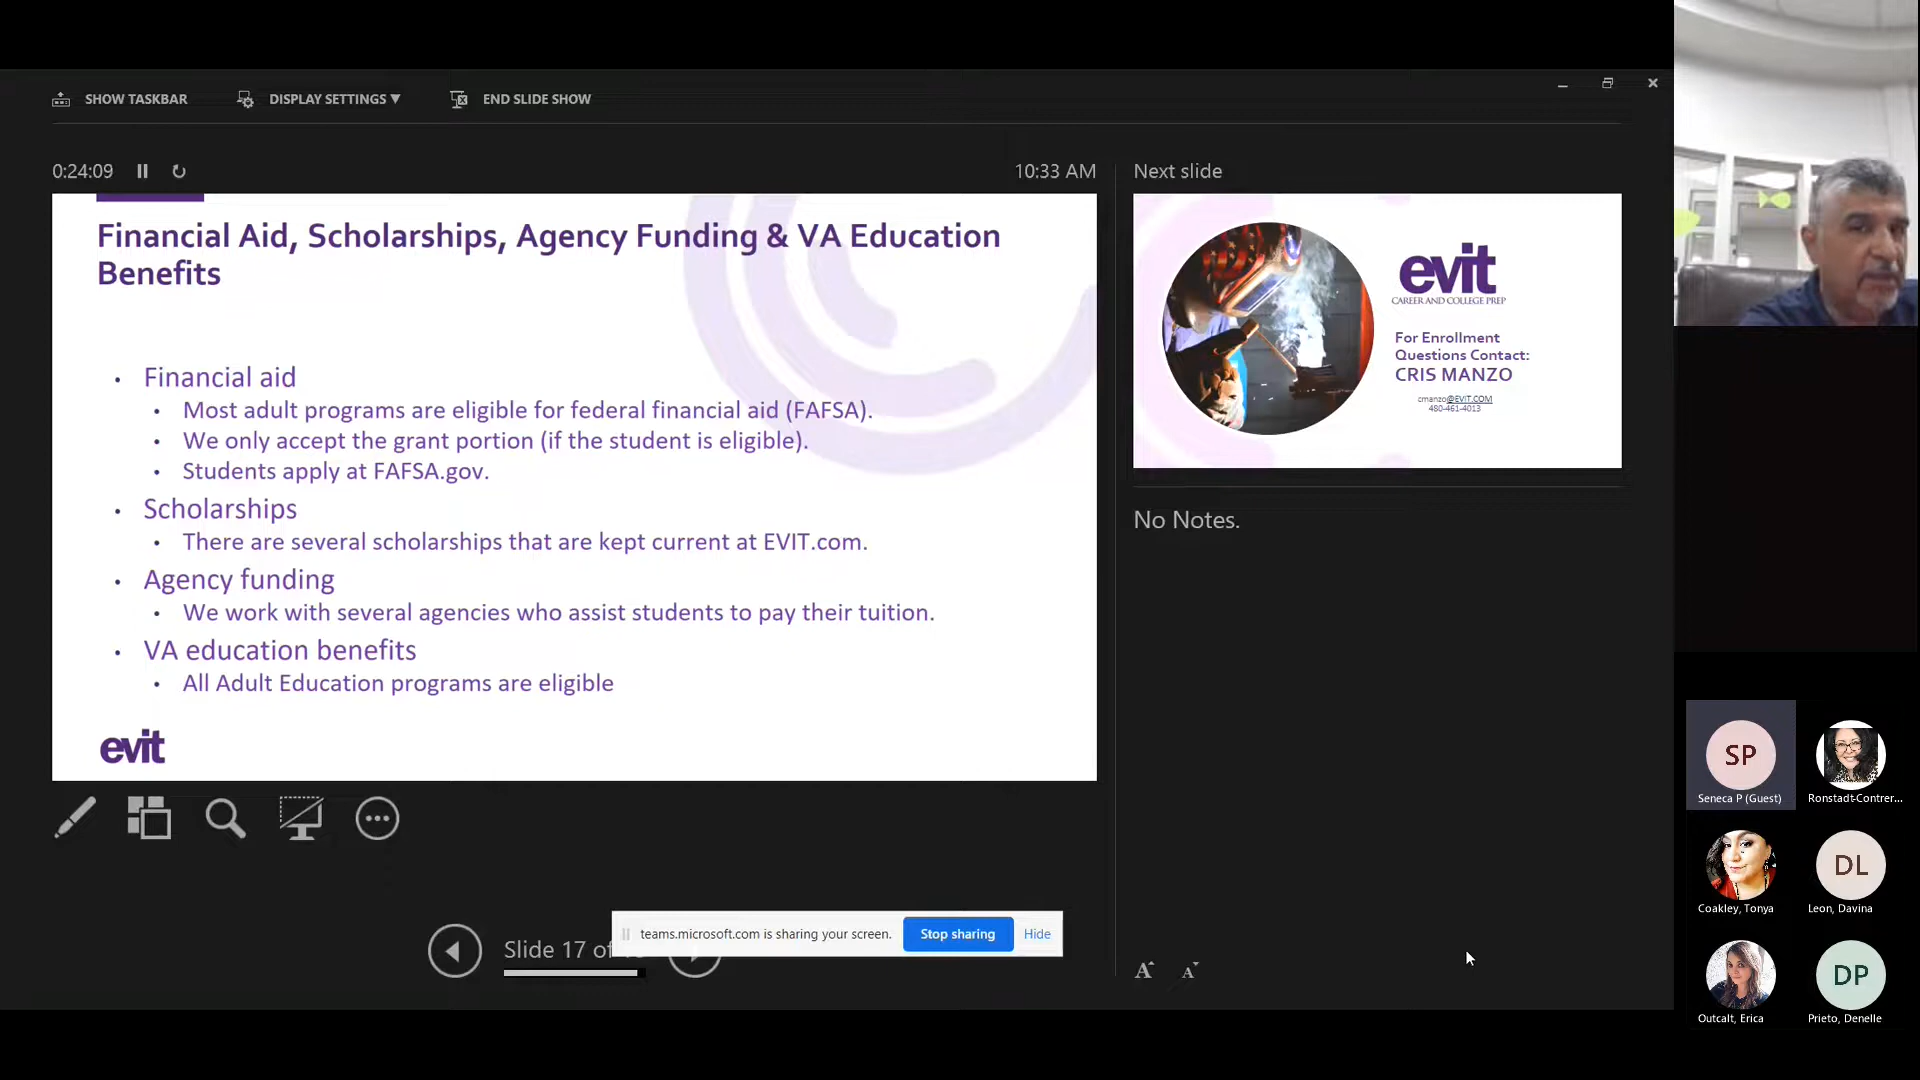 SHOW TASKBAR
DISPLAY SETTINGS ▼
END SLIDE SHOW
0:24:09
10:33 AM
Next slide
Financial Aid, Scholarships, Agency Funding & VA Education
Benefits
• Financial aid
• Most adult programs are eligible for federal financial aid (FAFSA).
• We only accept the grant portion (if the student is eligible).
• Students apply at FAFSA.gov.
• Scholarships
• There are several scholarships that are kept current at EVIT.com.
• Agency funding
• We work with several agencies who assist students to pay their tuition.
• VA education benefits
• All Adult Education programs are eligible
evit
evit
CAREER AND COLLEGE PREP
For Enrollment
Questions Contact:
CRIS MANZO
cmanzo@EVIT.COM
480-461-4013
No Notes.
Slide 17 of
teams.microsoft.com is sharing your screen.
Stop sharing
Hide
A A
SP
Seneca P (Guest)
Ronstadt-Contrer...
Coakley, Tonya
DL
Leon, Davina
Outcalt, Erica
DP
Prieto, Denelle